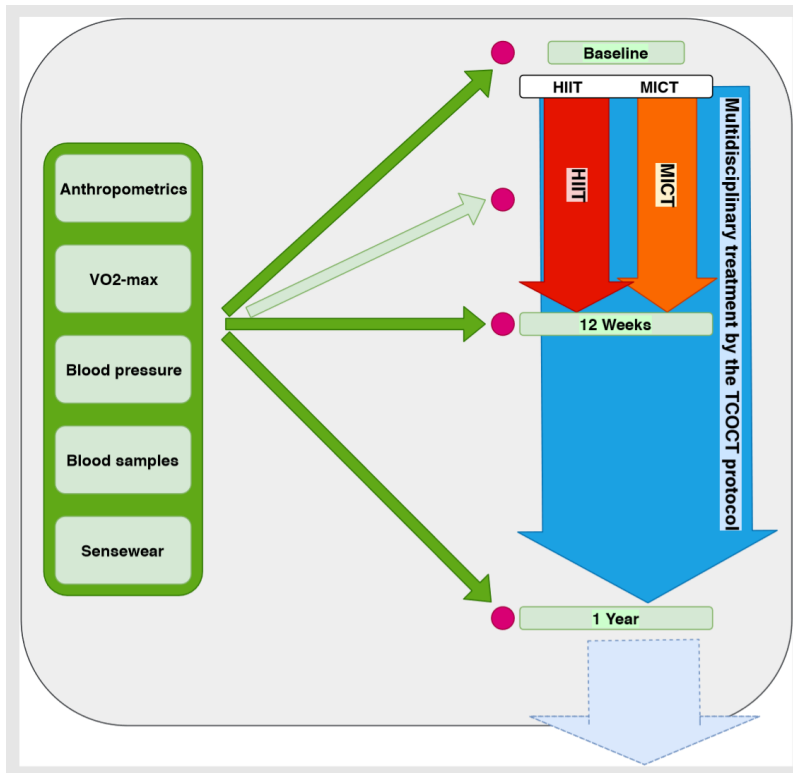 Anthropometrics
VO2-max
Blood pressure
Blood samples
Sensewear
Baseline
HIIT MICT
HIIT
MICT
Multidisciplinary treatment by the TCOCT protocol
12 Weeks
1 Year